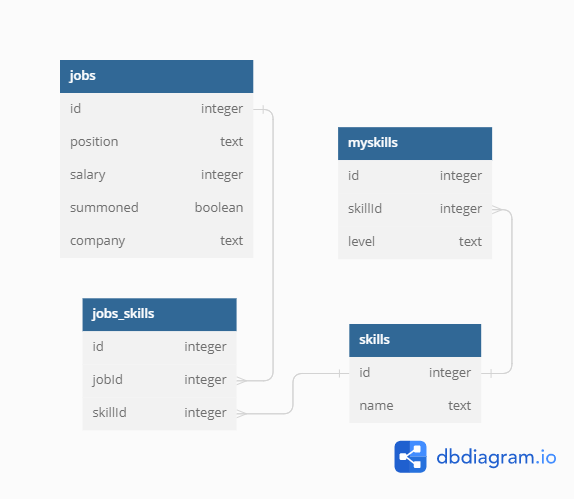 jobs
id integer
position text
salary integer
summoned boolean
company text
myskills
id integer
skillId integer
level text
jobs_skills
id integer
jobId integer
skillId integer
skills
id integer
name text
dbdiagram.io